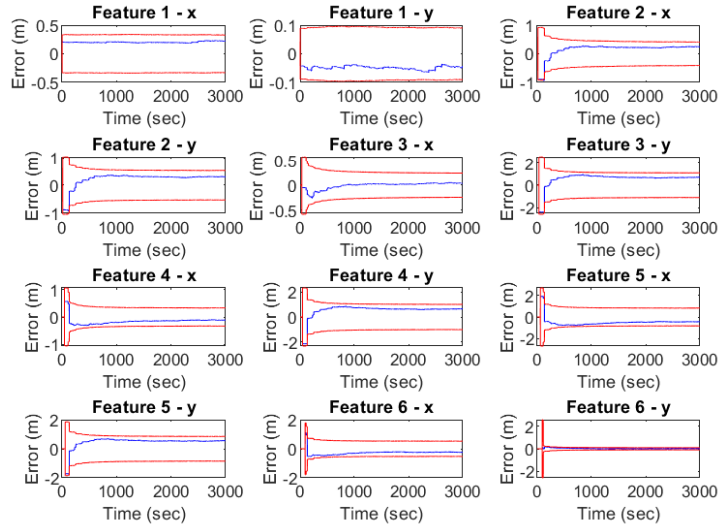 Feature 1 - x
Feature 1 - y
Feature 2 - x
Error (m)
0.5
0
-0.5
0 1000 2000 3000
Time (sec)
Error (m)
0.1
0
-0.1
0 1000 2000 3000
Time (sec)
Error (m)
1
0
-1
0 1000 2000 3000
Time (sec)
Feature 2 - y
Feature 3 - x
Feature 3 - y
Error (m)
1
0
-1
0 1000 2000 3000
Time (sec)
Error (m)
0.5
0
-0.5
0 1000 2000 3000
Time (sec)
Error (m)
2
0
-2
0 1000 2000 3000
Time (sec)
Feature 4 - x
Feature 4 - y
Feature 5 - x
Error (m)
1
0
-1
0 1000 2000 3000
Time (sec)
Error (m)
2
0
-2
0 1000 2000 3000
Time (sec)
Error (m)
2
0
-2
0 1000 2000 3000
Time (sec)
Feature 5 - y
Feature 6 - x
Feature 6 - y
Error (m)
2
0
-2
0 1000 2000 3000
Time (sec)
Error (m)
2
0
-2
0 1000 2000 3000
Time (sec)
Error (m)
2
0
-2
0 1000 2000 3000
Time (sec)